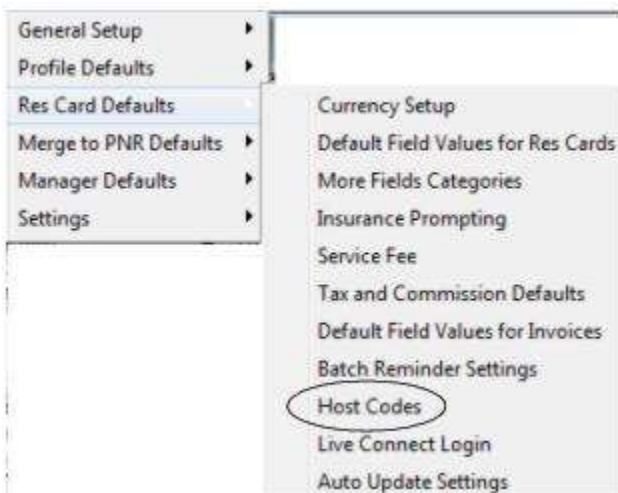 General Setup
Profile Defaults
Res Card Defaults
Merge to PNR Defaults
Manager Defaults
Settings
Currency Setup
Default Field Values for Res Cards
More Fields Categories
Insurance Prompting
Service Fee
Tax and Commission Defaults
Default Field Values for Invoices
Batch Reminder Settings
Host Codes
Live Connect Login
Auto Update Settings